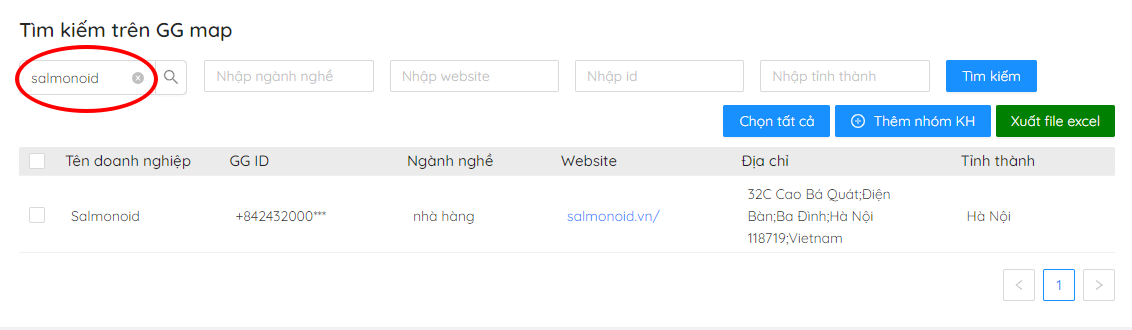 Tìm kiếm trên GG map
salmonoid
Nhập ngành nghề
Nhập website
Nhập id
Nhập tỉnh thành
Tìm kiếm
Chọn tất cả
Thêm nhóm KH
Xuất file excel
Tên doanh nghiệp
GG ID
Ngành nghề
Website
Địa chỉ
Tỉnh thành
Salmonoid
+842432000***
nhà hàng
salmonoid.vn/
32C Cao Bá Quát;Điện
Bàn;Ba Đình;Hà Nội
118719;Vietnam
Hà Nội
1